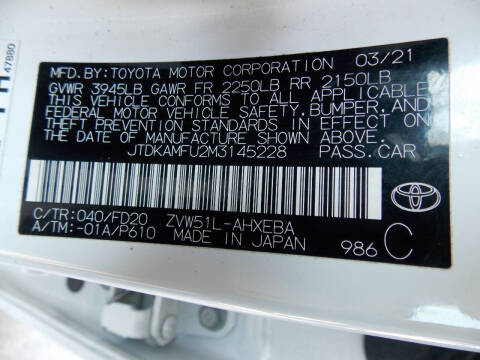 47880
MFD.BY:TOYOTA MOTOR CORPORATION 03/21
GVWR 3945LB GAWR FR 2250LB RR 2150LB
THIS VEHICLE CONFORMS TO ALL APPLICABLE
FEDERAL MOTOR VEHICLE SAFETY,BUMPER,AND
THEFT PREVENTION STANDARDS IN EFFECT ON
THE DATE OF MANUFACTURE SHOWN ABOVE.
JTDKAMFU2M3145228 PASS.CAR
C/TR:040/FD20 ZVW51L-AHXEBA
A/TM:-01A/P610 MADE IN JAPAN
986 C
TOYOTA